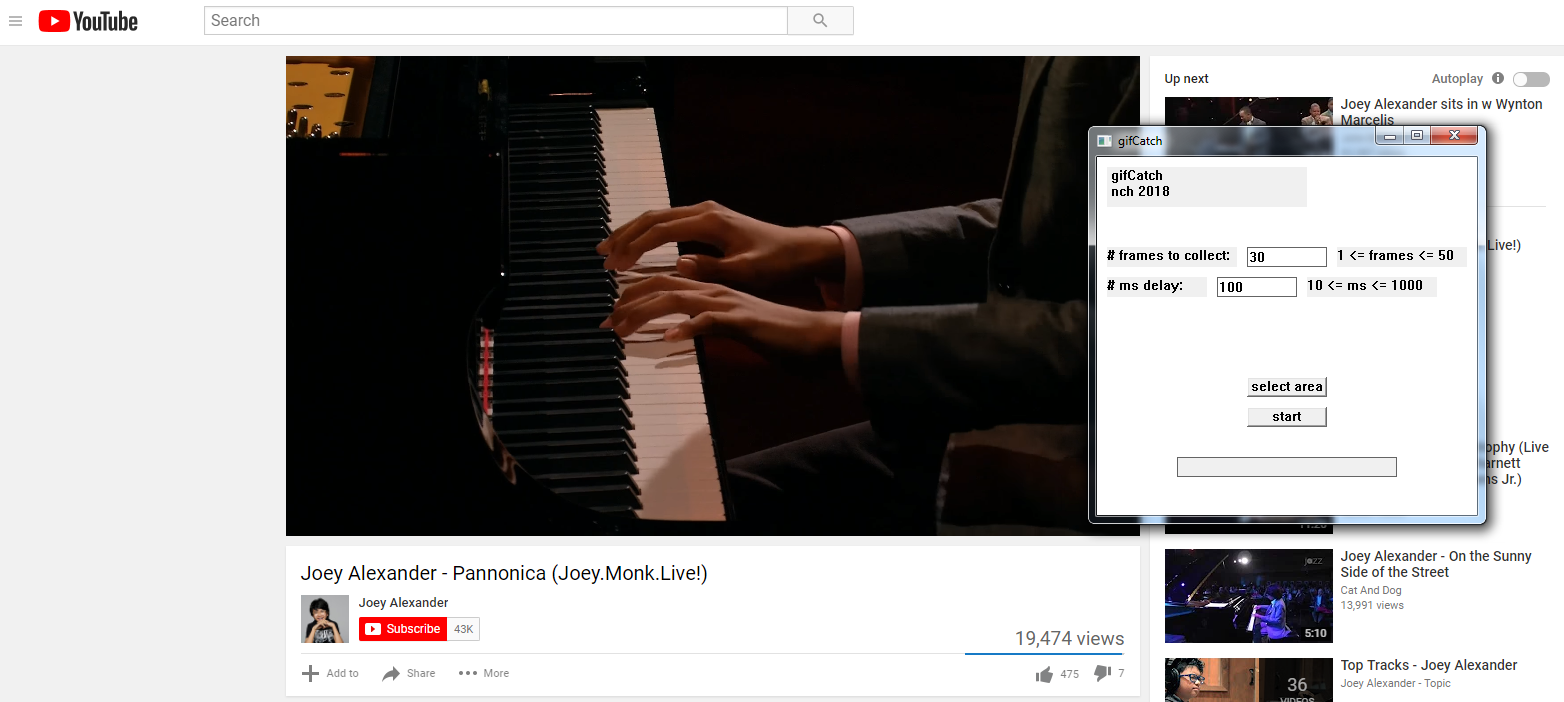 YouTube
Search
Up next
Autoplay
Joey Alexander sits in w Wynton
Marcelis
gifCatch
gifCatch
nch 2018
# frames to collect:
30
1 <= frames <= 50
# ms delay:
100
10 <= ms <= 1000
select area
start
Live!)
ophy (Live
arnett
ns Jr.)
Joey Alexander - Pannonica (Joey.Monk.Live!)
Joey Alexander
Subscribe 43K
19,474 views
Add to
Share
More
475
7
jazz
5:10
Joey Alexander - On the Sunny
Side of the Street
Cat And Dog
13,991 views
36
VIDEOS
Top Tracks - Joey Alexander
Joey Alexander - Topic